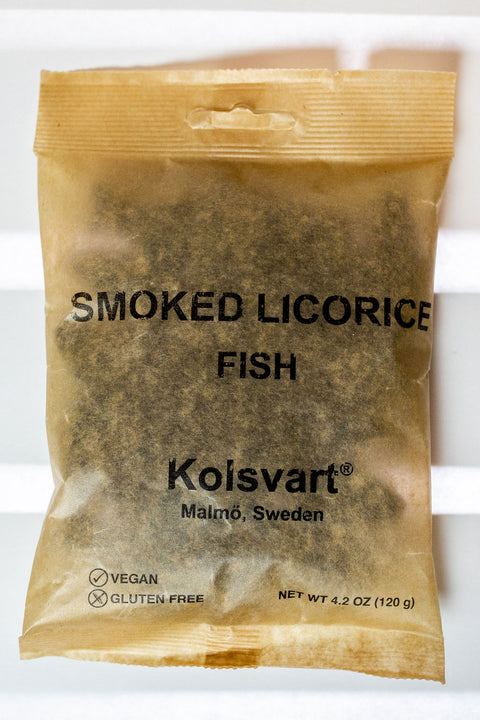 SMOKED LICORICE
FISH
Kolsvart®
Malmö, Sweden
VEGAN
GLUTEN FREE
NET WT 4.2 OZ (120 g)